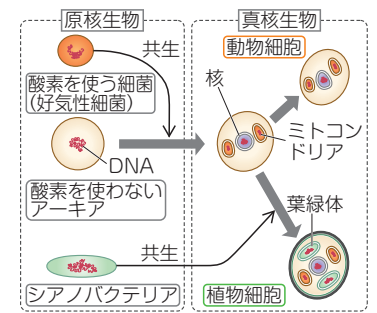 原核生物
真核生物
共生
動物細胞
酸素を使う細菌
(好気性細菌)
核
ミトコン
ドリア
DNA
酸素を使わない
アーキア
葉緑体
共生
シアノバクテリア
植物細胞